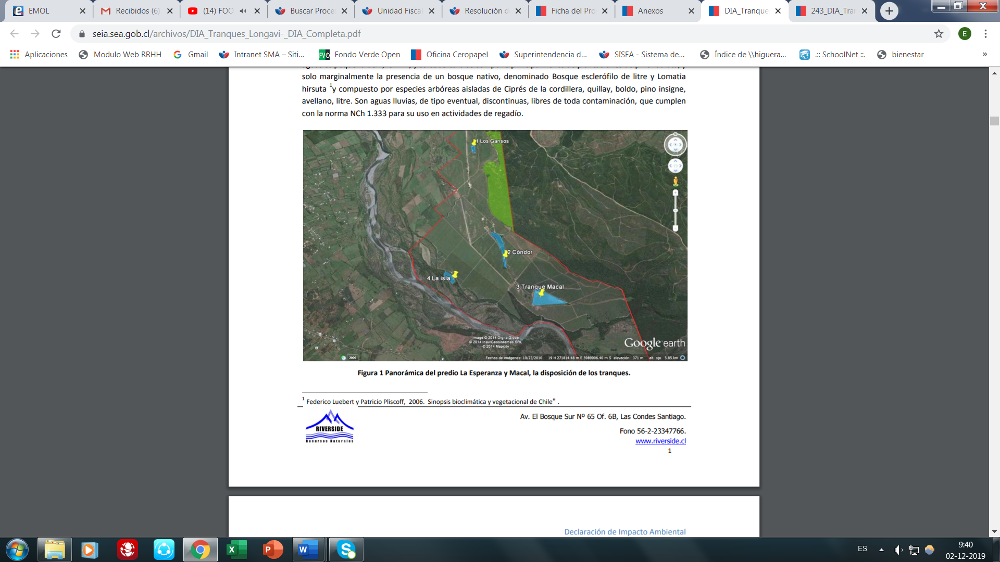 EMOL
Recibidos (6)
(14) FOO
Buscar Proce
Unidad Fiscal
Resolución d
Ficha del Pro
Anexos
DIA_Tranque
243_DIA_Tra
seia.sea.gob.cl/archivos/DIA_Tranques_Longavi-_DIA_Completa.pdf
E
Aplicaciones
Modulo Web RRHH
Gmail
Intranet SMA – Siti...
FVO
Fondo Verde Open
Oficina Ceropapel
Superintendencia d...
SISFA - Sistema de...
Índice de \\higuera...
.:: SchoolNet ::.
bienestar
»
solo marginalmente la presencia de un bosque nativo, denominado Bosque esclerófilo de litre y Lomatia
hirsuta 1y compuesto por especies arbóreas aisladas de Ciprés de la cordillera, quillay, boldo, pino insigne,
avellano, litre. Son aguas lluvias, de tipo eventual, discontinuas, libres de toda contaminación, que cumplen
con la norma NCh 1.333 para su uso en actividades de regadío.
1 Los Gansos
2 Cóndor
4 La isla
3 Tranque Macal
Image © 2014 DigitalGlobe
© 2014 Inav/Geosistemas SRL
© 2014 Mapcity
Google earth
2006
Fechas de imágenes: 10/23/2010 19 H 271814.48 m E 5989006.40 m S elevación 371 m alt. ojo 5.85 km
Figura 1 Panorámica del predio La Esperanza y Macal, la disposición de los tranques.
1 Federico Luebert y Patricio Pliscoff, 2006. Sinopsis bioclimática y vegetacional de Chile" .
RIVERSIDE
Recursos Naturales
Av. El Bosque Sur Nº 65 Of. 6B, Las Condes Santiago.
Fono 56-2-23347766.
www.riverside.cl
1
Declaración de Impacto Ambiental
ES
9:40
02-12-2019